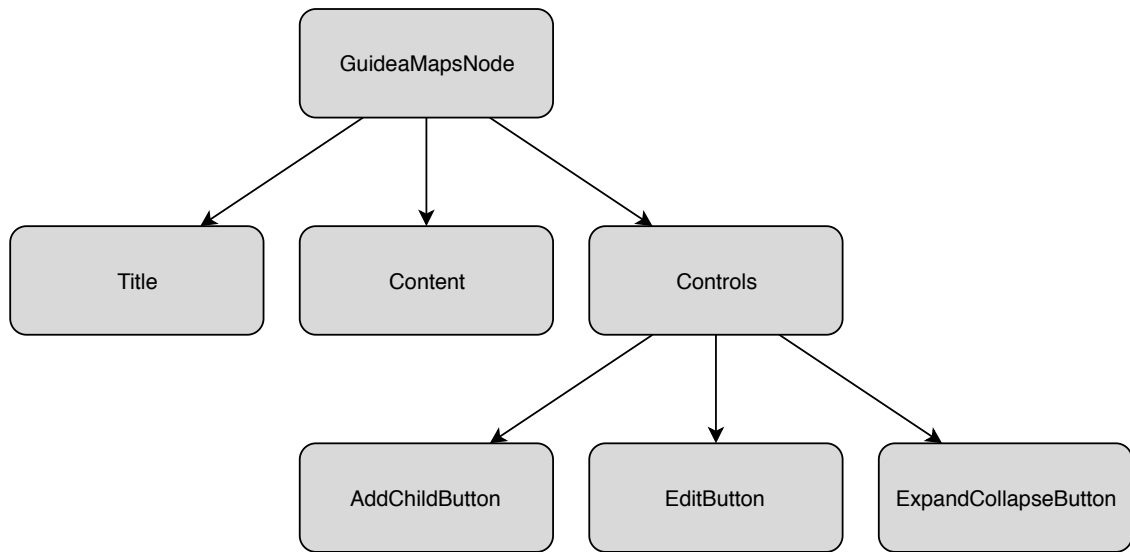 GuideaMapsNode
Title
Content
Controls
AddChildButton
EditButton
ExpandCollapseButton